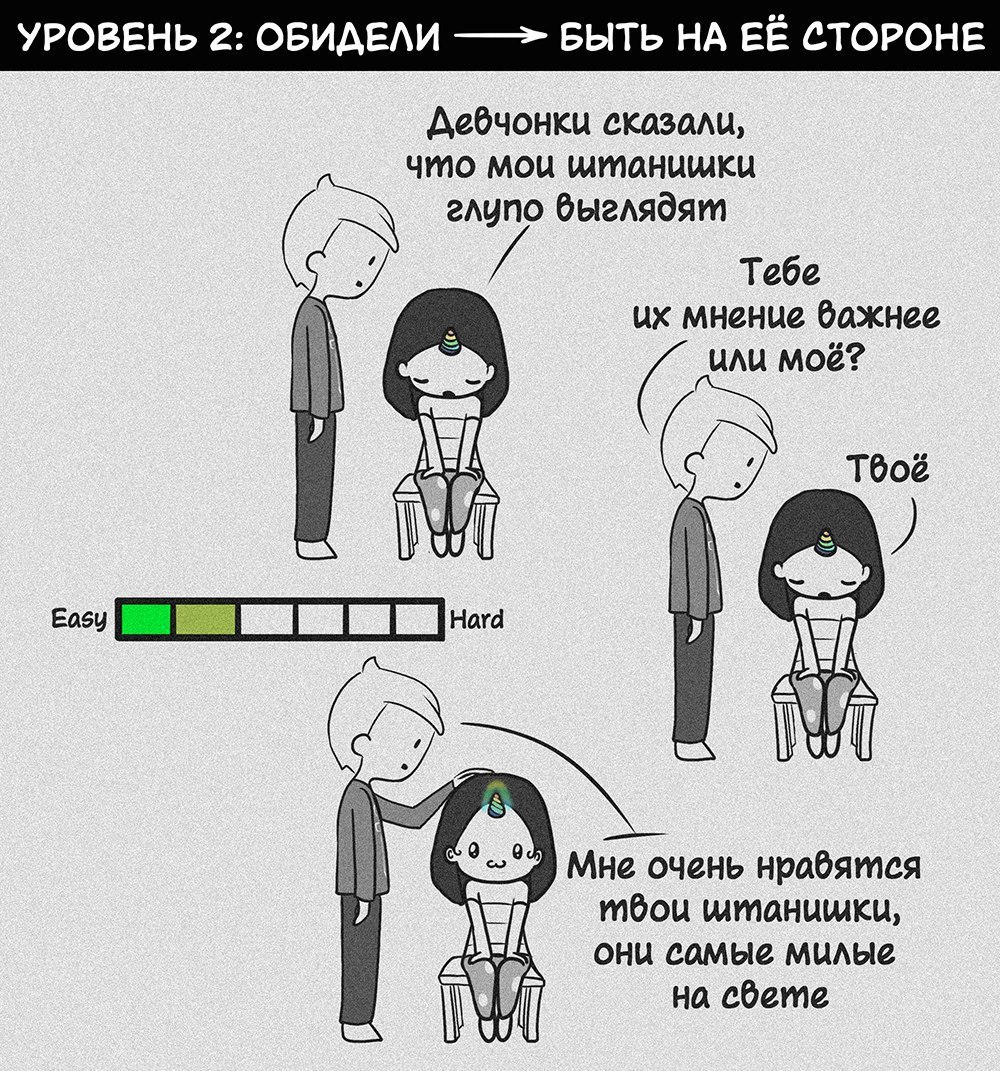 УРОВЕНЬ 2: ОБИДЕЛИ → БЫТЬ НА ЕЁ СТОРОНЕ
Девчонки сказали,
что мои штанишки
глупо выглядят
Тебе
их мнение важнее
или моё?
Твоё
Easy
Hard
Мне очень нравятся
твои штанишки,
они самые милые
на свете